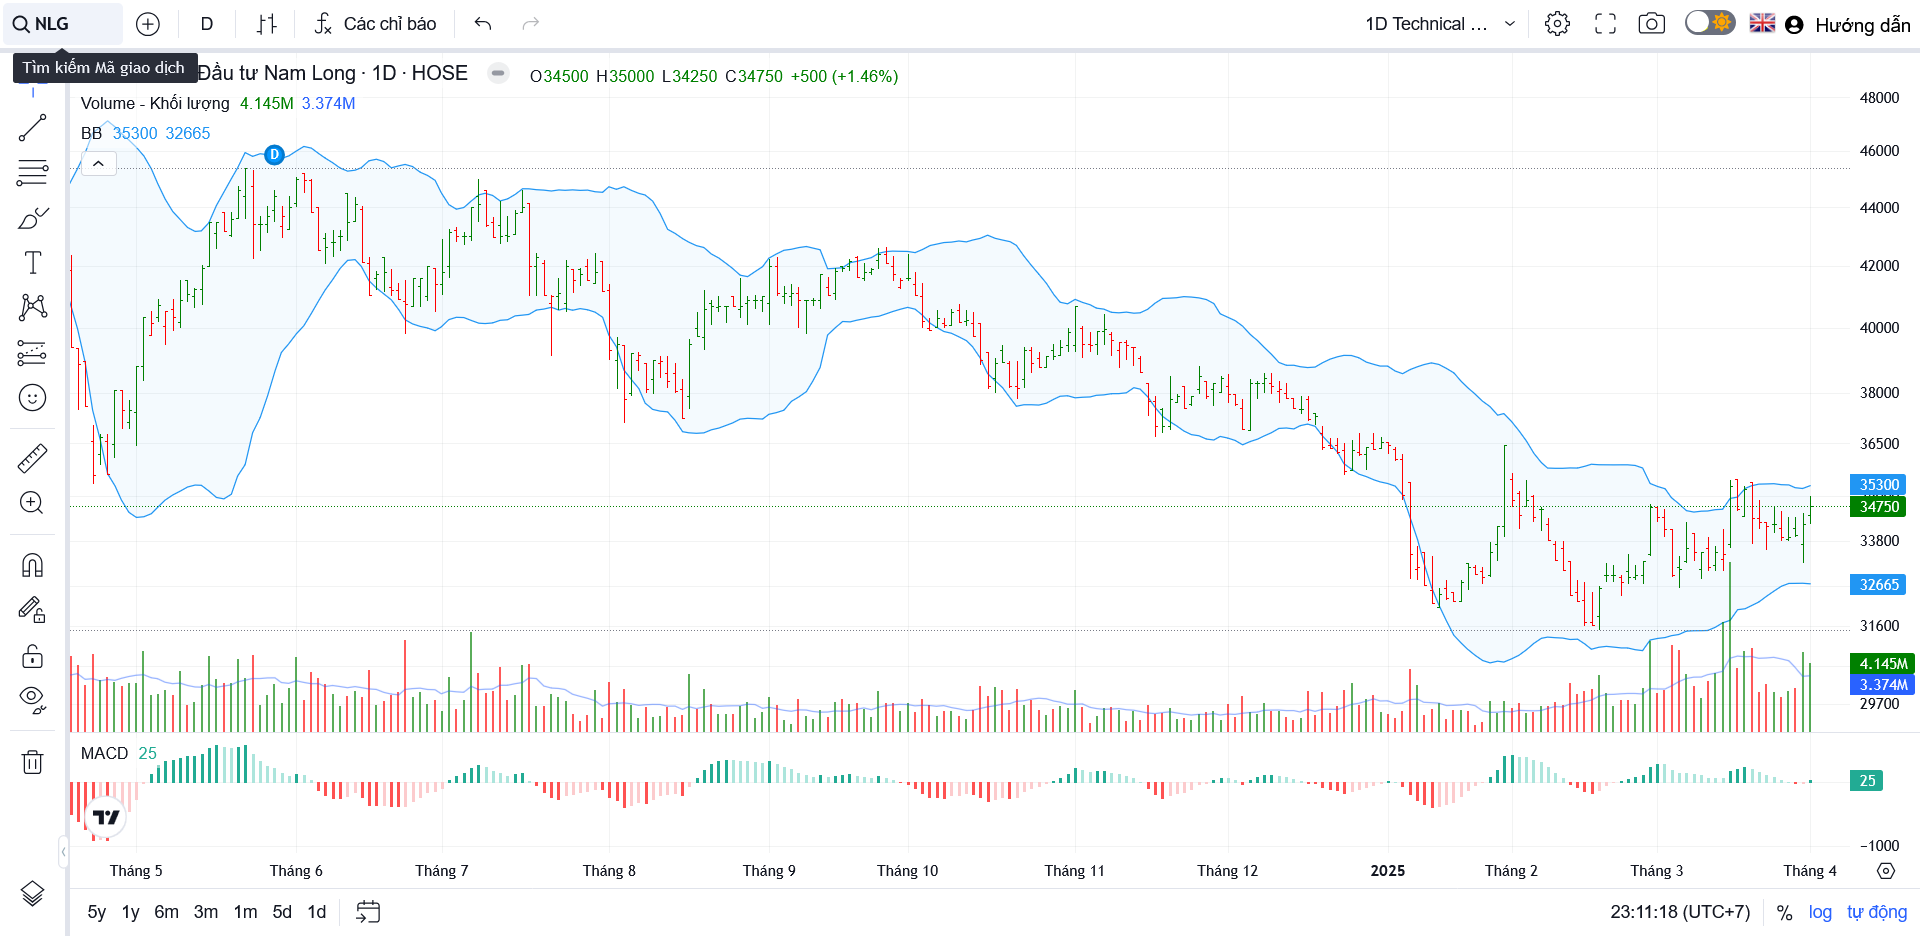 NLG
D
Các chỉ báo
1D Technical ...
Hướng dẫn
Tìm kiếm Mã giao dịch
Đầu tư Nam Long · 1D · HOSE
O34500 H35000 L34250 C34750 +500 (+1.46%)
Volume - Khối lượng 4.145M 3.374M
BB 35300 32665
D
48000
46000
44000
42000
40000
38000
36500
35300
34750
33800
32665
31600
4.145M
3.374M
29700
MACD 25
25
−1000
Tháng 5 Tháng 6 Tháng 7 Tháng 8 Tháng 9 Tháng 10 Tháng 11 Tháng 12 2025 Tháng 2 Tháng 3 Tháng 4
5y 1y 6m 3m 1m 5d 1d
23:11:18 (UTC+7) % log tự động